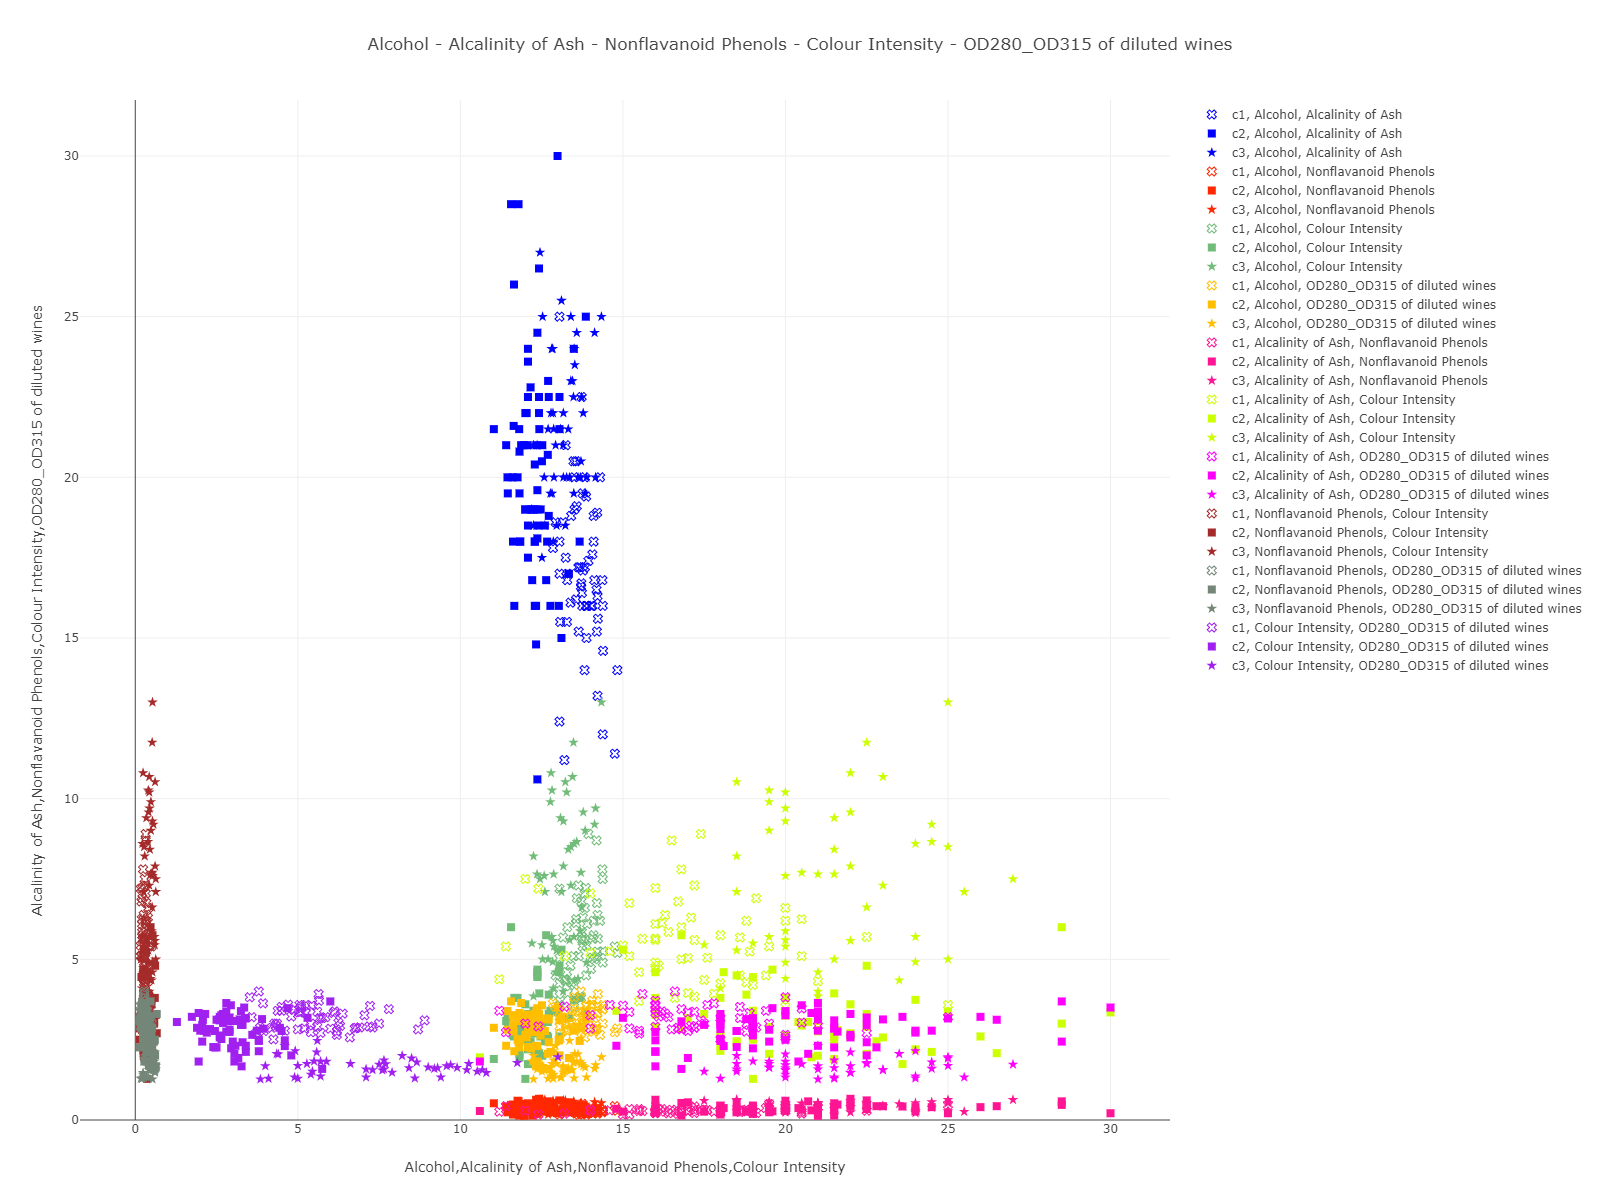 Alcohol - Alcalinity of Ash - Nonflavanoid Phenols - Colour Intensity - OD280_OD315 of diluted wines
Alcalinity of Ash,Nonflavanoid Phenols,Colour Intensity,OD280_OD315 of diluted wines
30
25
20
15
10
5
0
0
5
10
15
20
25
30
Alcohol,Alcalinity of Ash,Nonflavanoid Phenols,Colour Intensity
c1, Alcohol, Alcalinity of Ash
c2, Alcohol, Alcalinity of Ash
c3, Alcohol, Alcalinity of Ash
c1, Alcohol, Nonflavanoid Phenols
c2, Alcohol, Nonflavanoid Phenols
c3, Alcohol, Nonflavanoid Phenols
c1, Alcohol, Colour Intensity
c2, Alcohol, Colour Intensity
c3, Alcohol, Colour Intensity
c1, Alcohol, OD280_OD315 of diluted wines
c2, Alcohol, OD280_OD315 of diluted wines
c3, Alcohol, OD280_OD315 of diluted wines
c1, Alcalinity of Ash, Nonflavanoid Phenols
c2, Alcalinity of Ash, Nonflavanoid Phenols
c3, Alcalinity of Ash, Nonflavanoid Phenols
c1, Alcalinity of Ash, Colour Intensity
c2, Alcalinity of Ash, Colour Intensity
c3, Alcalinity of Ash, Colour Intensity
c1, Alcalinity of Ash, OD280_OD315 of diluted wines
c2, Alcalinity of Ash, OD280_OD315 of diluted wines
c3, Alcalinity of Ash, OD280_OD315 of diluted wines
c1, Nonflavanoid Phenols, Colour Intensity
c2, Nonflavanoid Phenols, Colour Intensity
c3, Nonflavanoid Phenols, Colour Intensity
c1, Nonflavanoid Phenols, OD280_OD315 of diluted wines
c2, Nonflavanoid Phenols, OD280_OD315 of diluted wines
c3, Nonflavanoid Phenols, OD280_OD315 of diluted wines
c1, Colour Intensity, OD280_OD315 of diluted wines
c2, Colour Intensity, OD280_OD315 of diluted wines
c3, Colour Intensity, OD280_OD315 of diluted wines